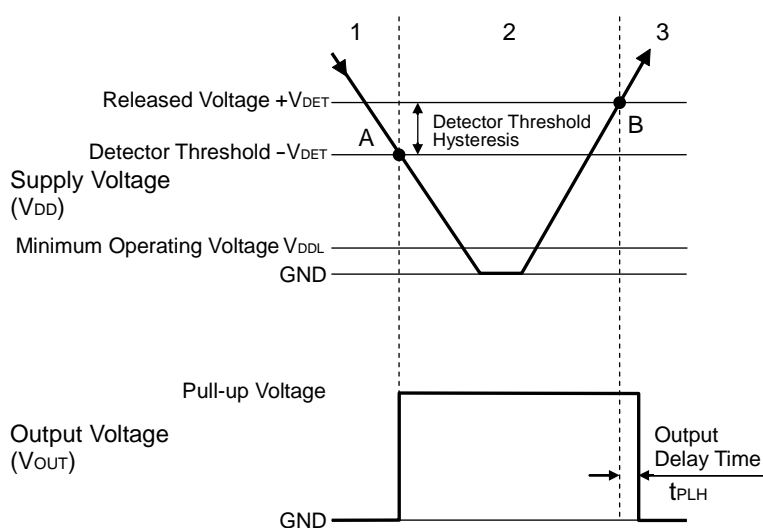 1
2
3
Released Voltage +VDET
A
B
Detector Threshold
Hysteresis
Detector Threshold -VDET
Supply Voltage
(VDD)
Minimum Operating Voltage VDDL
GND
Pull-up Voltage
Output Voltage
(VOUT)
Output
Delay Time
tPLH
GND